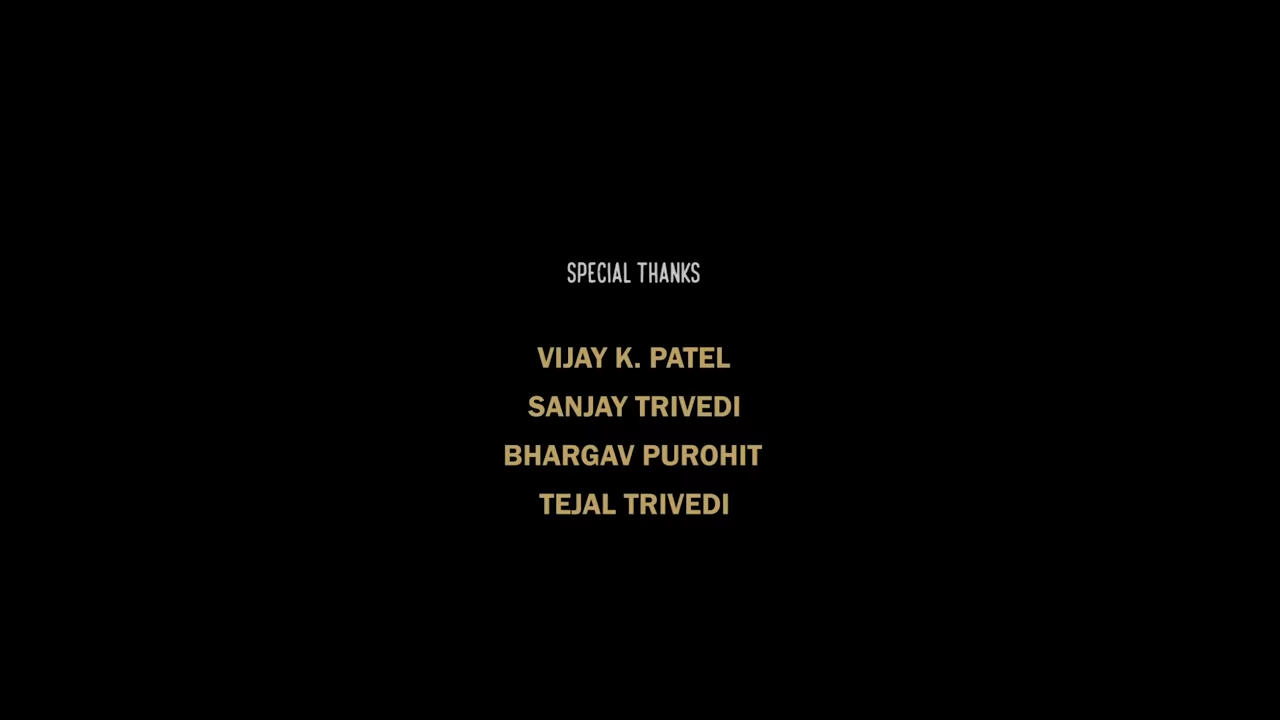 SPECIAL THANKS
VIJAY K. PATEL
SANJAY TRIVEDI
BHARGAV PUROHIT
TEJAL TRIVEDI